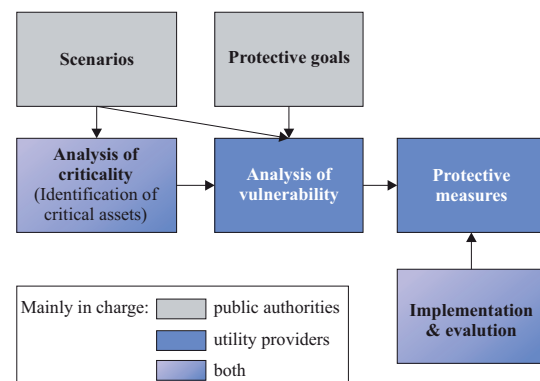 Scenarios
Protective goals
Analysis of
criticality
(Identification of
critical assets)
Analysis of
vulnerability
Protective
measures
Implementation
& evalution
Mainly in charge:
public authorities
utility providers
both